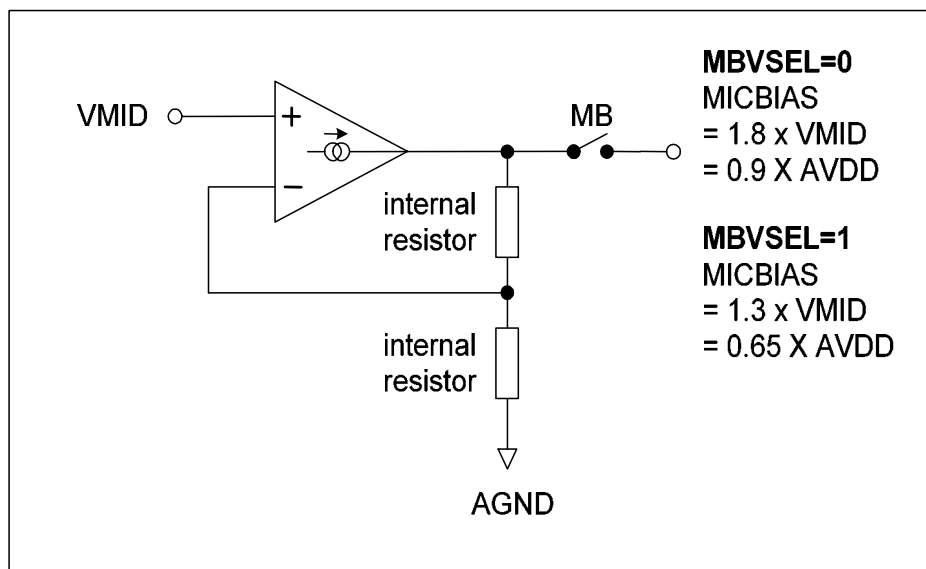 VMID
+
−
MB
internal
resistor
internal
resistor
AGND
MBVSEL=0
MICBIAS
= 1.8 x VMID
= 0.9 X AVDD
MBVSEL=1
MICBIAS
= 1.3 x VMID
= 0.65 X AVDD